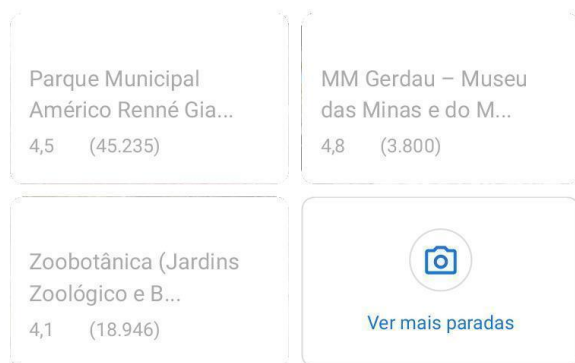 Parque Municipal
Américo Renné Gia...
4,5 (45.235)
MM Gerdau – Museu
das Minas e do M...
4,8 (3.800)
Zoobotânica (Jardins
Zoológico e B...
4,1 (18.946)
Ver mais paradas